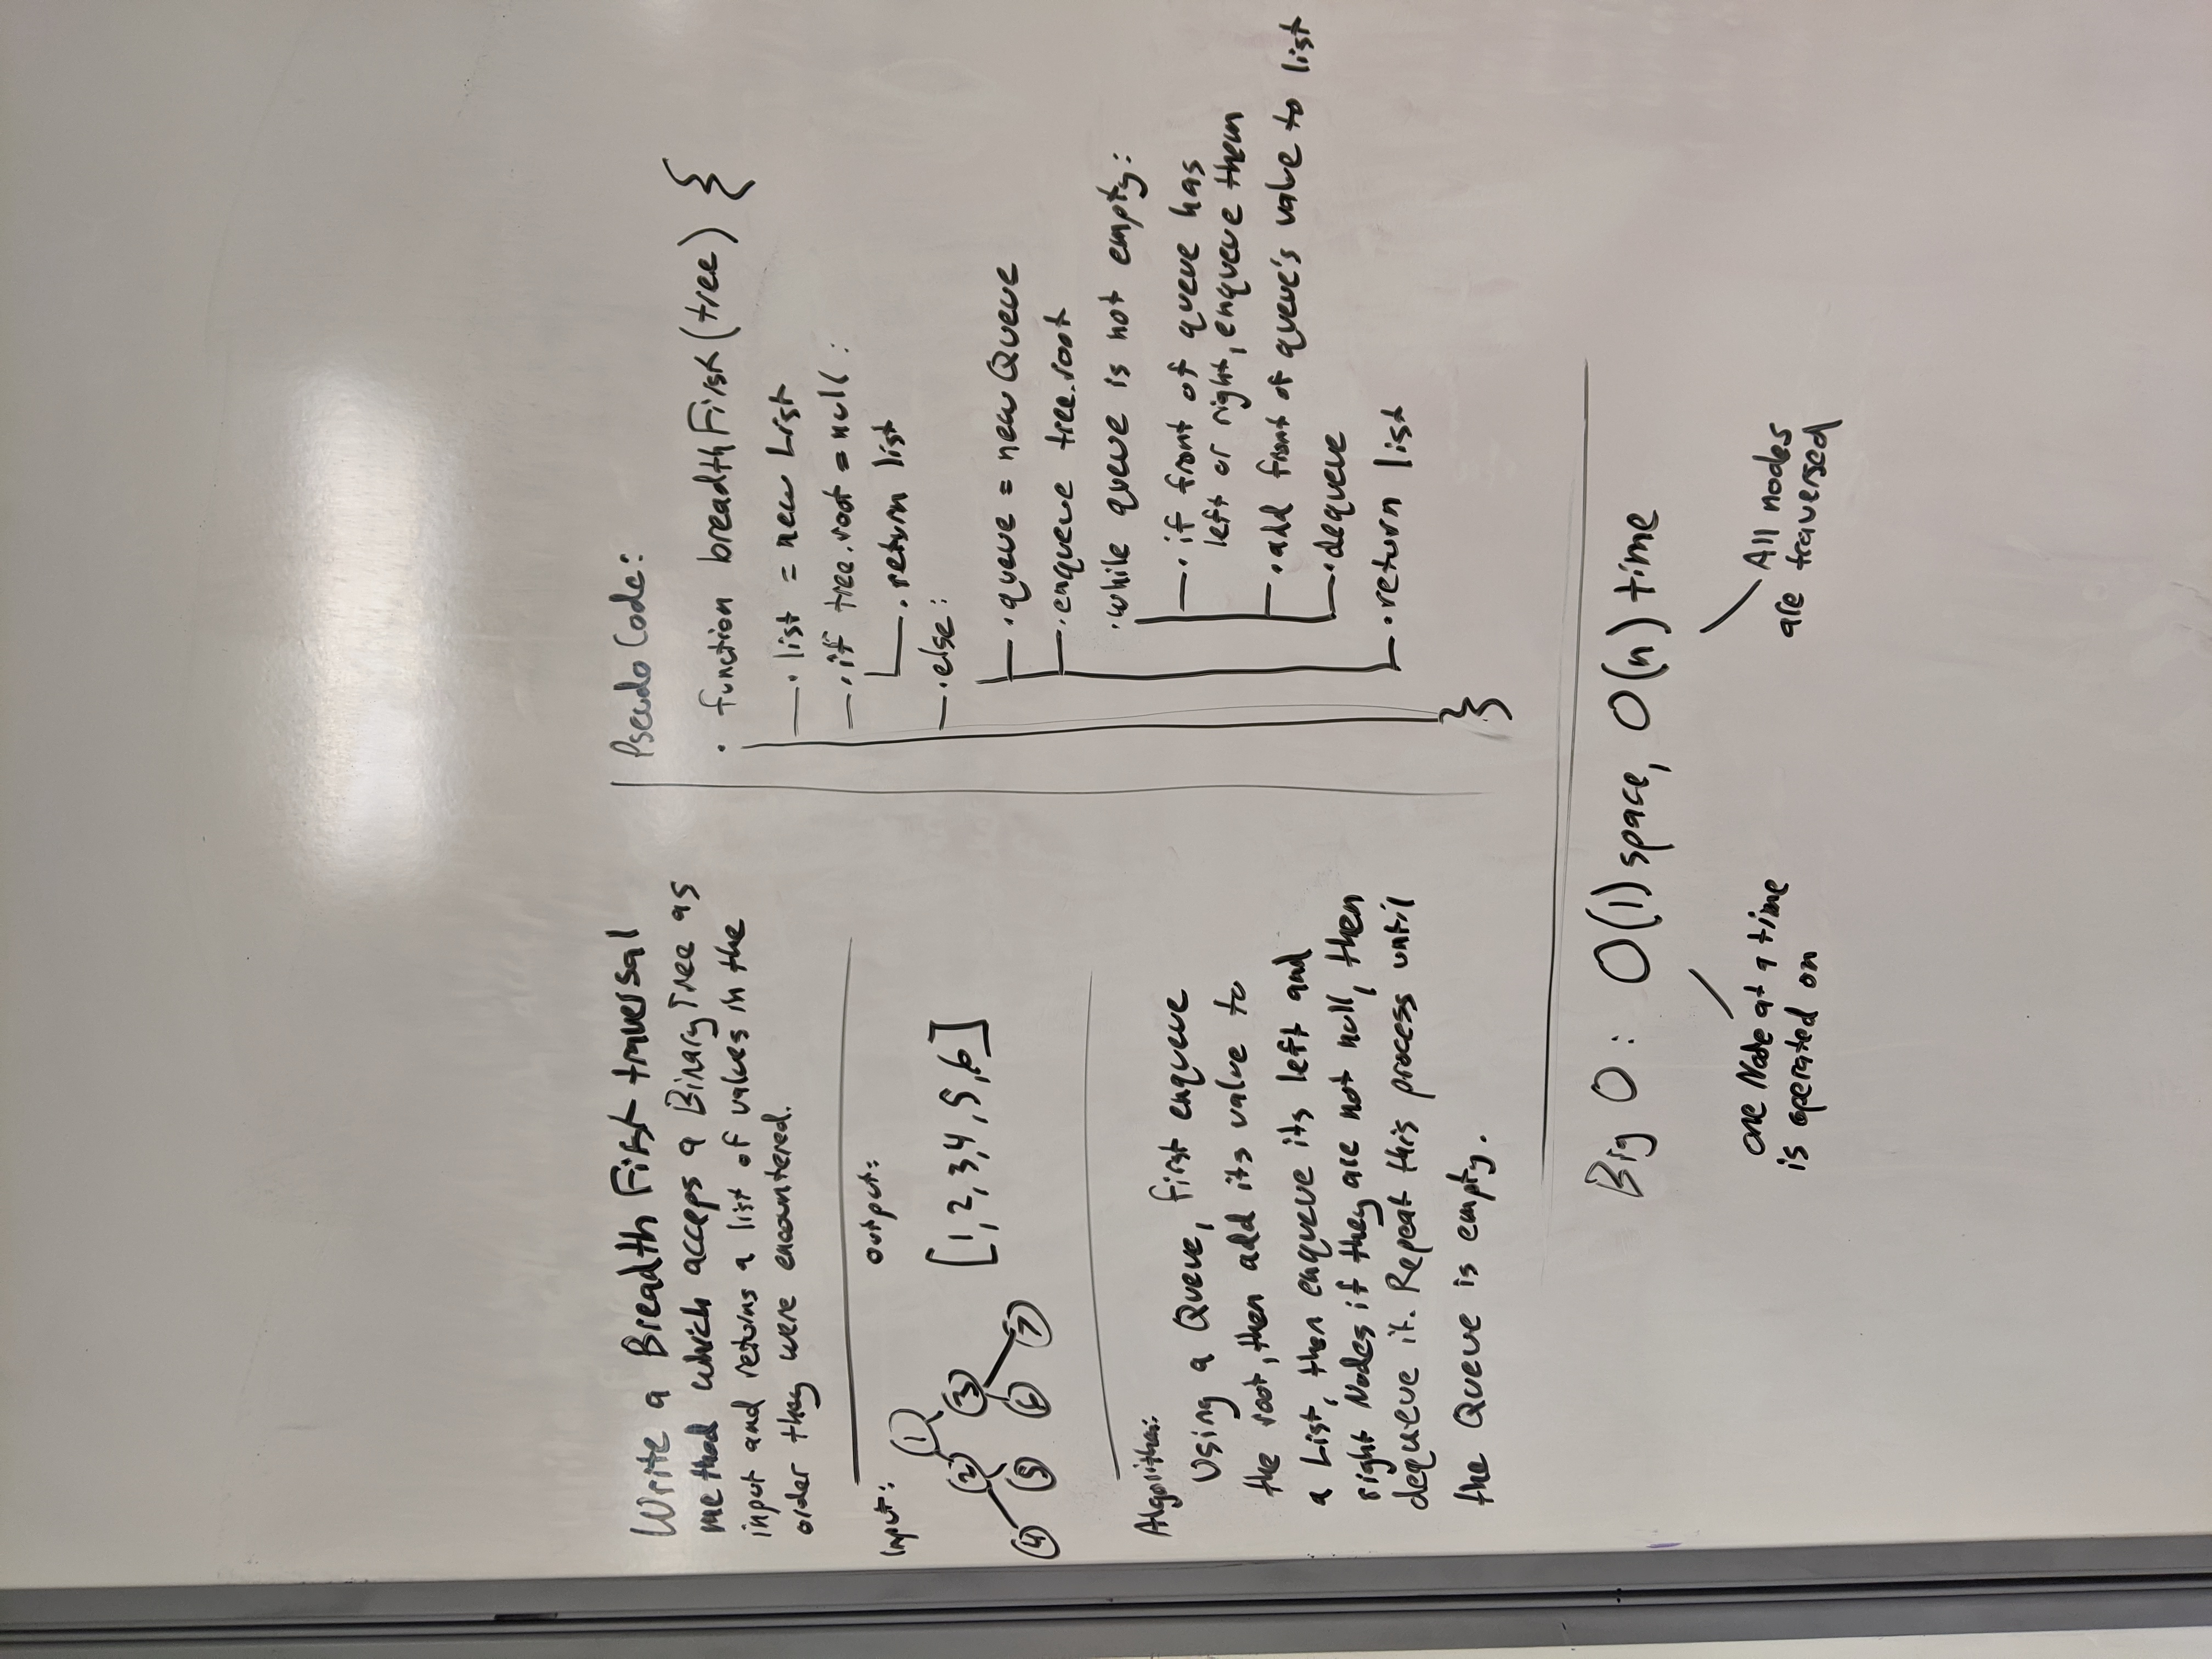 Write a Breadth First traversal
method which acceps a BinaryTree as
input and returns a list of values in the
order they were encountered.
Input:
1
2 3
4 5 6 7
output:
[1, 2, 3, 4, 5, 6]
Algorithm:
Using a Queue, first enqueue
the root, then add its value to
a List, then enqueue its left and
right Nodes if they are not null, then
dequeue it. Repeat this process until
the Queue is empty.
Pseudo Code:
· function breadthFirst(tree) {
· list = new List
· if tree.root = null :
· return list
· else :
· queue = new Queue
· enqueue tree.root
· while queue is not empty:
· if front of queue has
left or right, enqueue them
· add front of queue's value to list
· dequeue
· return list
}
Big O : O(1) space, O(n) time
one Node at a time
is operated on
All nodes
are traversed